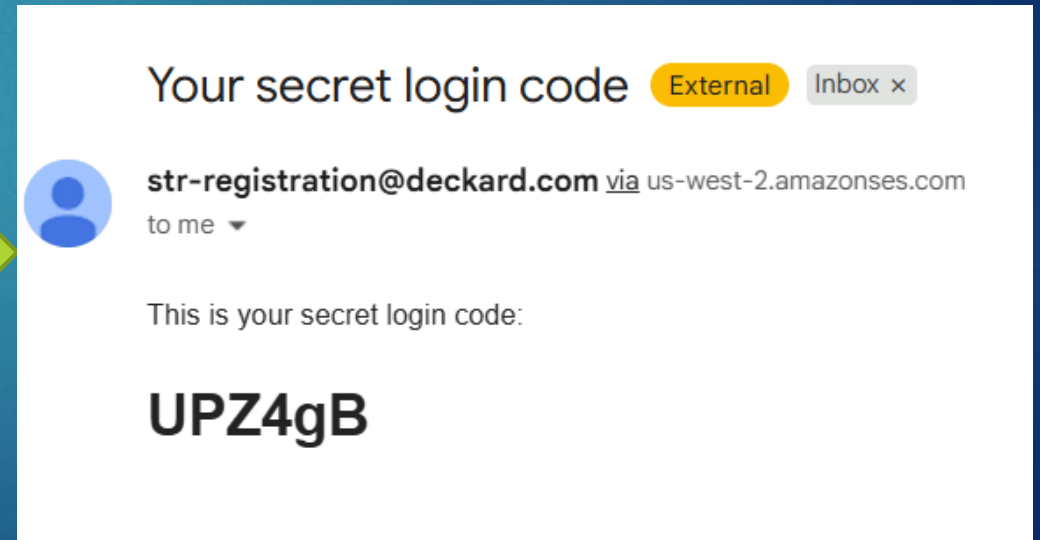 Your secret login code External Inbox ×
str-registration@deckard.com via us-west-2.amazonses.com
to me
This is your secret login code:
UPZ4gB